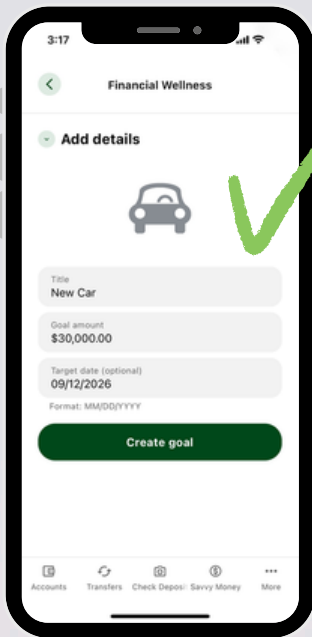 3:17
Financial Wellness
Add details
Title
New Car
Goal amount
$30,000.00
Target date (optional)
09/12/2026
Format: MM/DD/YYYY
Create goal
Accounts Transfers Check Deposi Savvy Money More